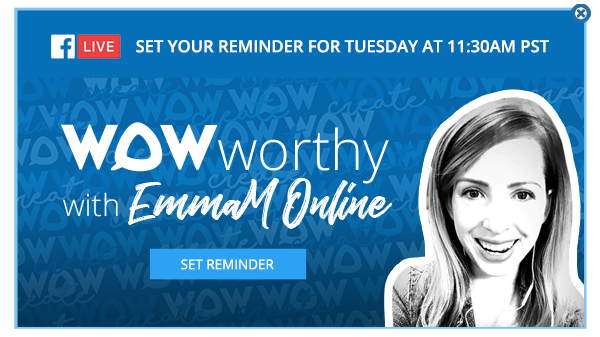 LIVE SET YOUR REMINDER FOR TUESDAY AT 11:30AM PST
WOWworthy
with EmmaM Online
SET REMINDER